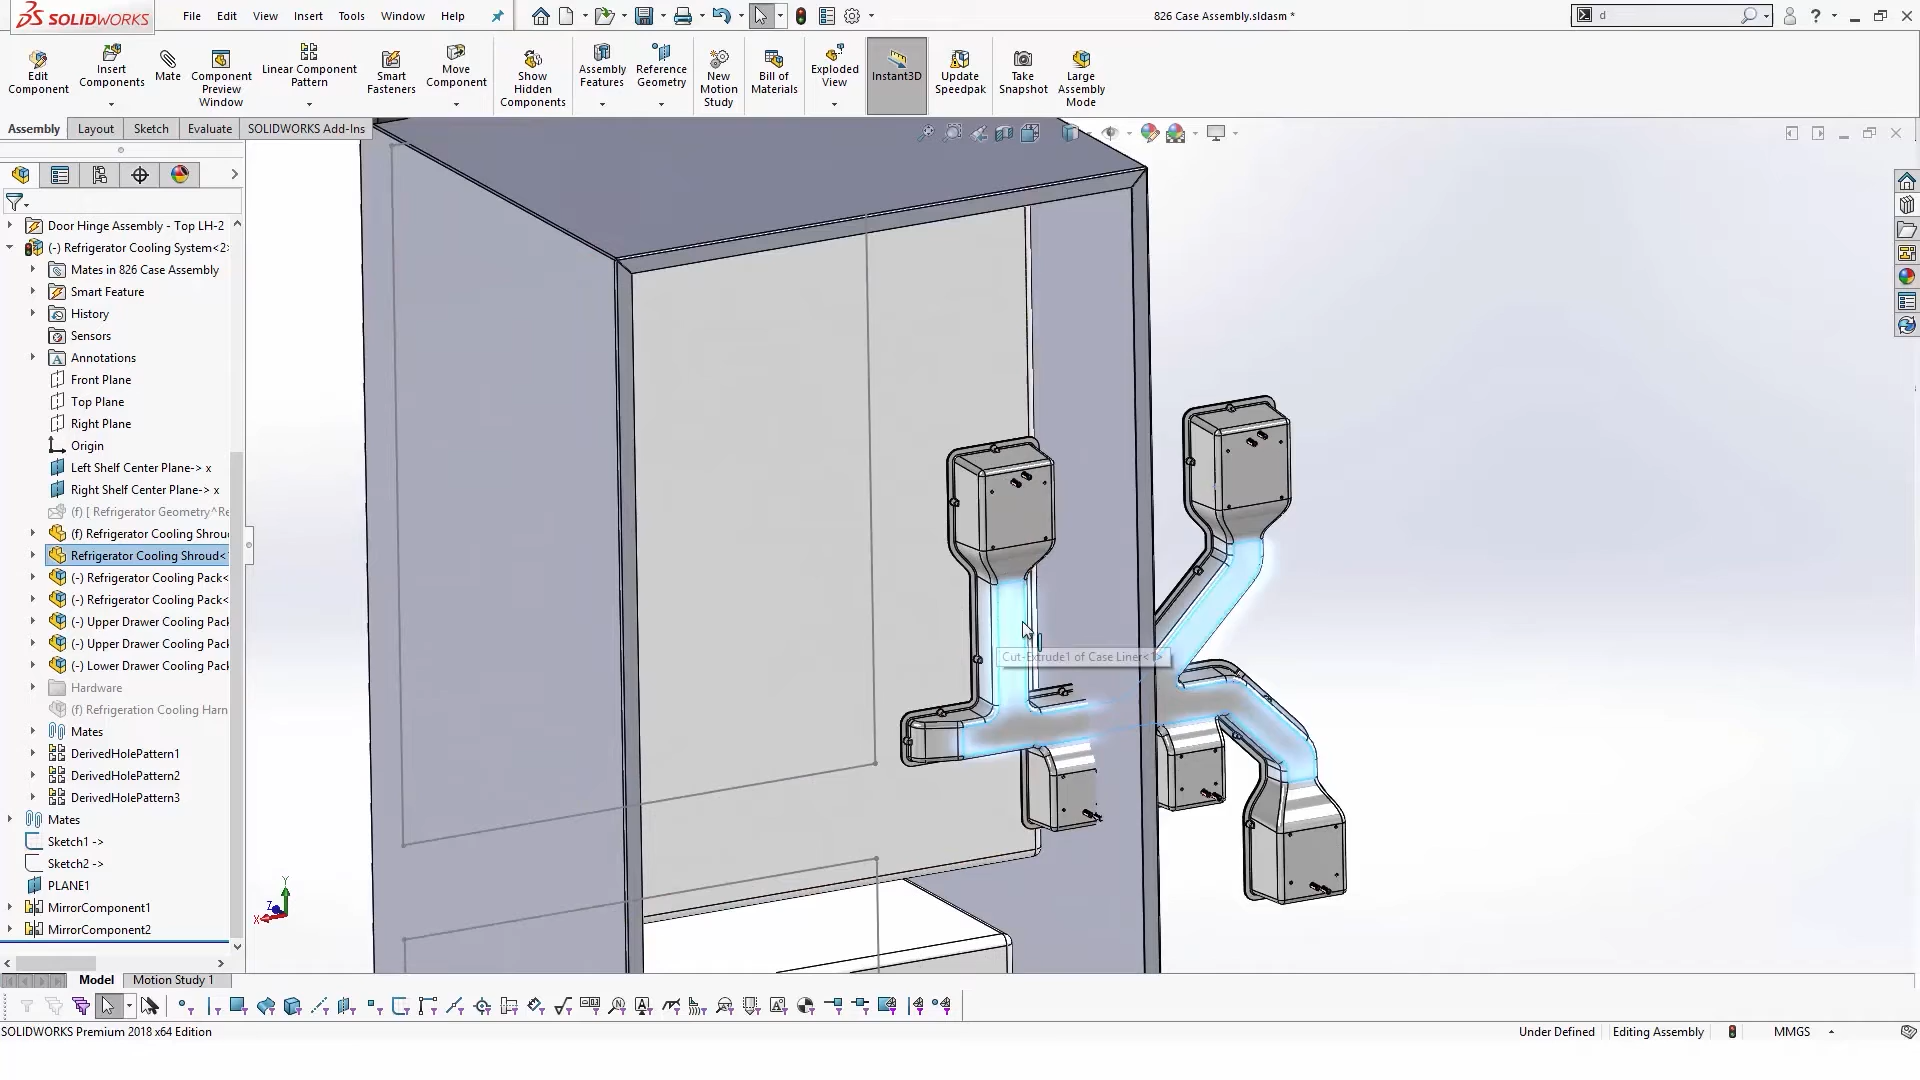 SOLIDWORKS
File Edit View Insert Tools Window Help
826 Case Assembly.sldasm *
d
Edit Component
Insert Components
Mate
Component Preview Window
Linear Component Pattern
Smart Fasteners
Move Component
Show Hidden Components
Assembly Features
Reference Geometry
New Motion Study
Bill of Materials
Exploded View
Instant3D
Update Speedpak
Take Snapshot
Large Assembly Mode
Assembly Layout Sketch Evaluate SOLIDWORKS Add-Ins
Door Hinge Assembly - Top LH-2
(-) Refrigerator Cooling System<2>
Mates in 826 Case Assembly
Smart Feature
History
Sensors
Annotations
Front Plane
Top Plane
Right Plane
Origin
Left Shelf Center Plane-> x
Right Shelf Center Plane-> x
(f) [ Refrigerator Geometry^Re
(f) Refrigerator Cooling Shrou
Refrigerator Cooling Shroud<
(-) Refrigerator Cooling Pack<
(-) Refrigerator Cooling Pack<
(-) Upper Drawer Cooling Pack
(-) Upper Drawer Cooling Pack
(-) Lower Drawer Cooling Pack
Hardware
(f) Refrigeration Cooling Harn
Mates
DerivedHolePattern1
DerivedHolePattern2
DerivedHolePattern3
Mates
Sketch1 ->
Sketch2 ->
PLANE1
MirrorComponent1
MirrorComponent2
Cut-Extrude1 of Case Liner<1>
Y
Z
X
Model Motion Study 1
SOLIDWORKS Premium 2018 x64 Edition
Under Defined Editing Assembly MMGS